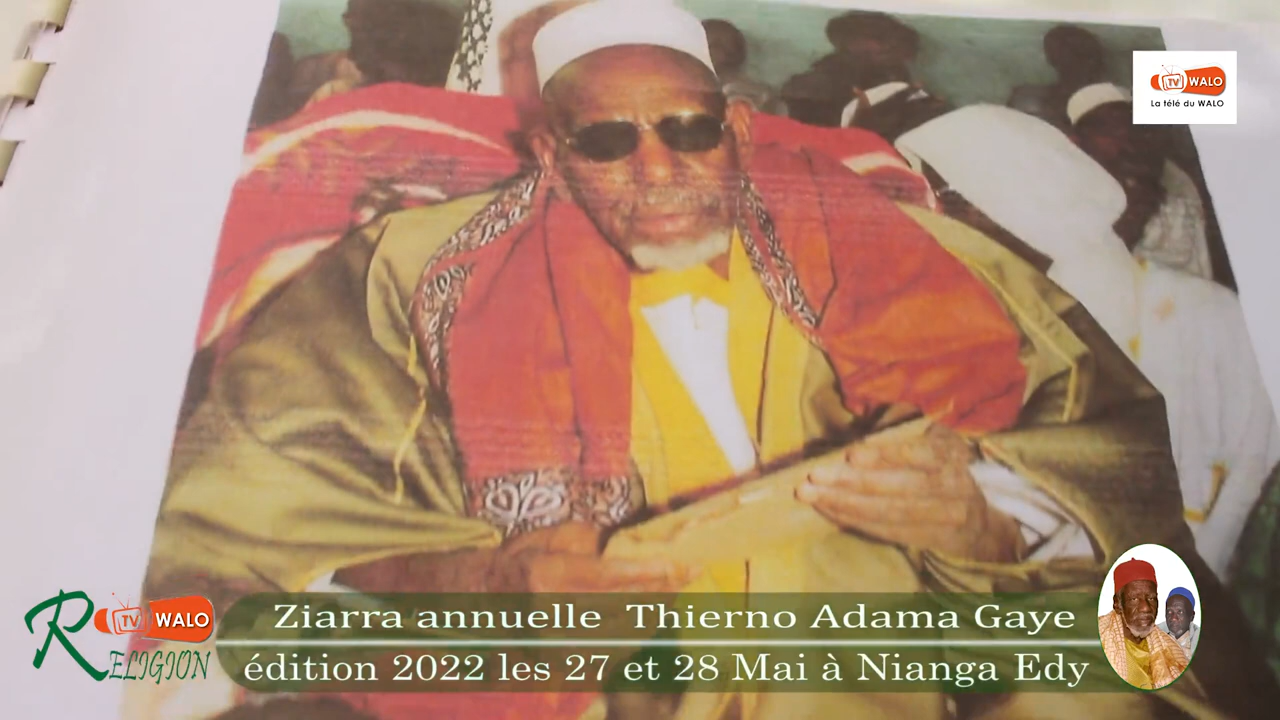 TV WALO
La télé du WALO
RELIGION
TV WALO
Ziarra annuelle Thierno Adama Gaye
édition 2022 les 27 et 28 Mai à Nianga Edy